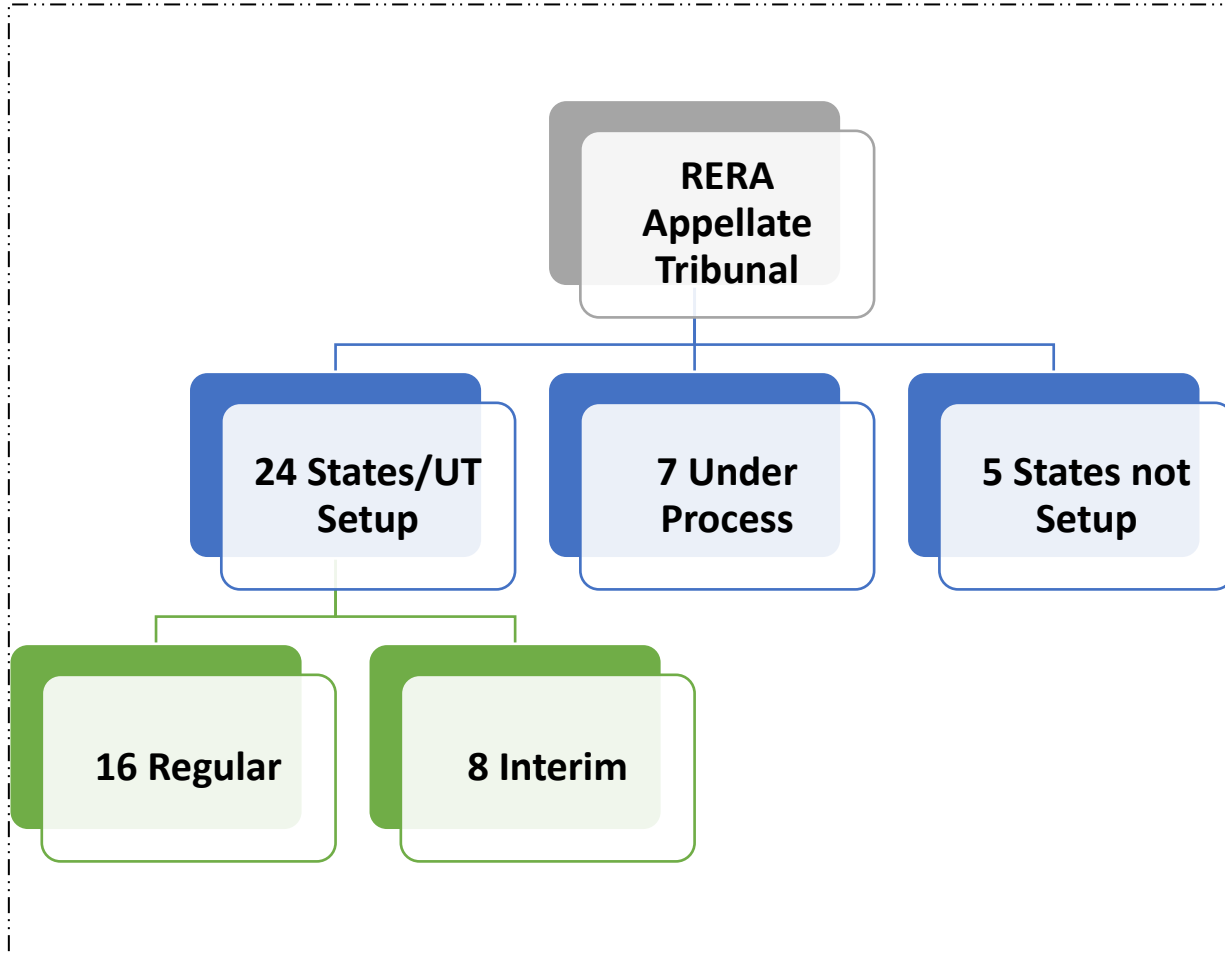 RERA
Appellate
Tribunal
24 States/UT
Setup
7 Under
Process
5 States not
Setup
16 Regular
8 Interim